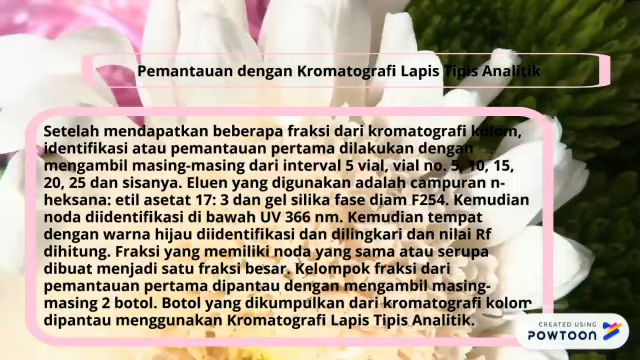 Pemantauan dengan Kromatografi Lapis Tipis Analitik
Setelah mendapatkan beberapa fraksi dari kromatografi kolom,
identifikasi atau pemantauan pertama dilakukan dengan
mengambil masing-masing dari interval 5 vial, vial no. 5, 10, 15,
20, 25 dan sisanya. Eluen yang digunakan adalah campuran n-
heksana: etil asetat 17: 3 dan gel silika fase diam F254. Kemudian
noda diidentifikasi di bawah UV 366 nm. Kemudian tempat
dengan warna hijau diidentifikasi dan dilingkari dan nilai Rf
dihitung. Fraksi yang memiliki noda yang sama atau serupa
dibuat menjadi satu fraksi besar. Kelompok fraksi dari
pemantauan pertama dipantau dengan mengambil masing-
masing 2 botol. Botol yang dikumpulkan dari kromatografi kolom
dipantau menggunakan Kromatografi Lapis Tipis Analitik.
CREATED USING
POWTOON